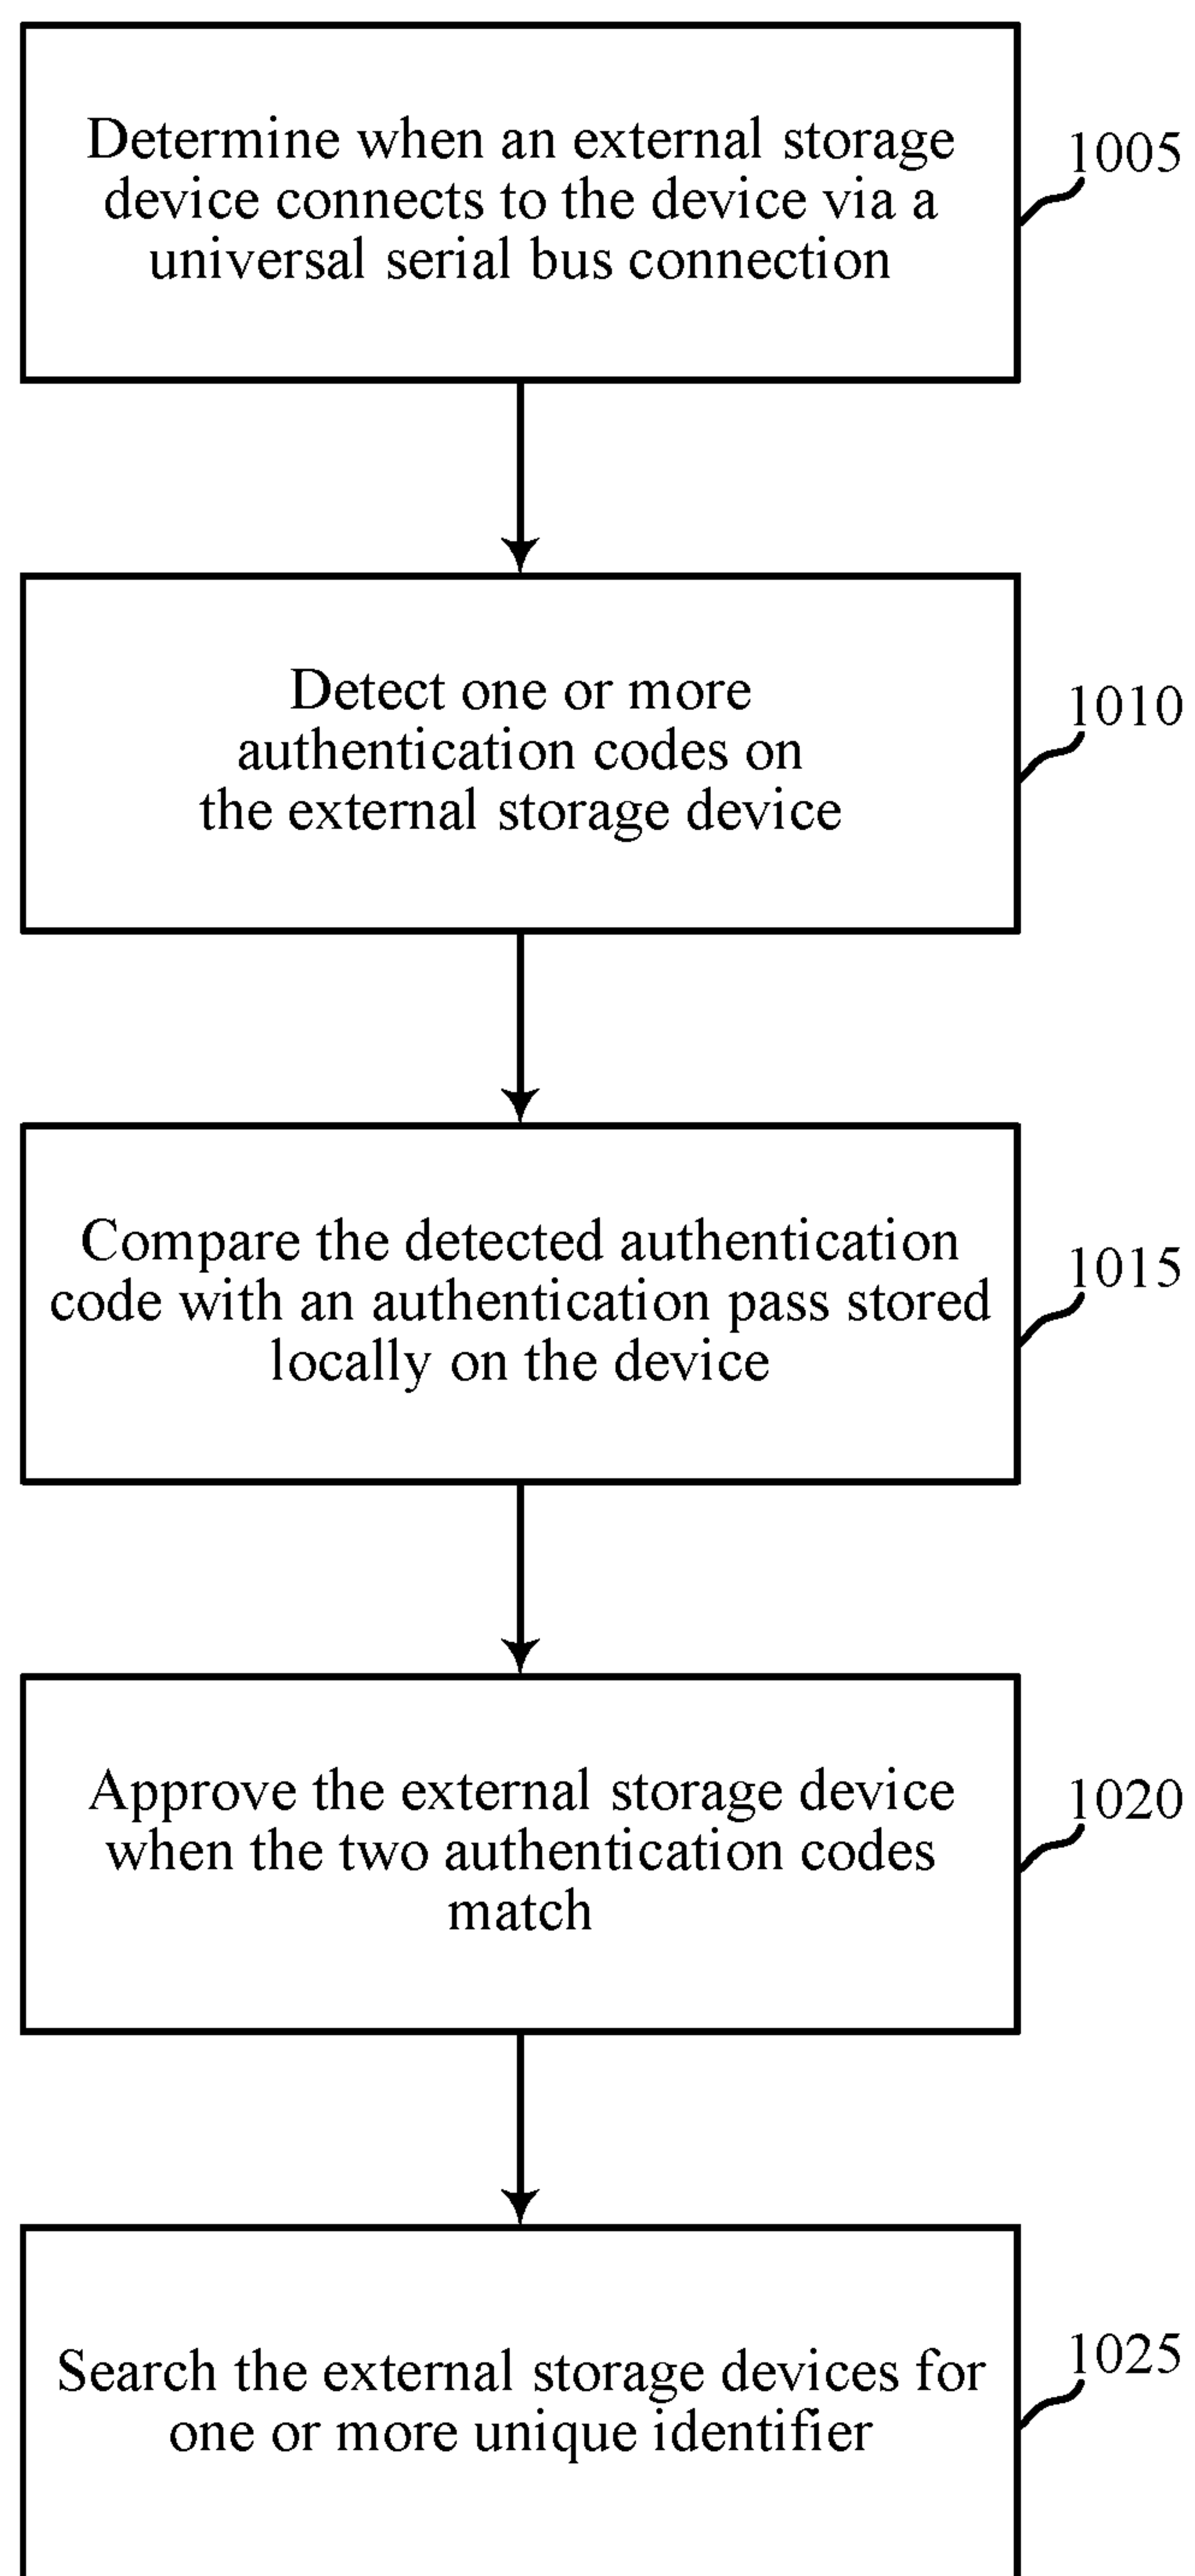 Determine when an external storage
device connects to the device via a
universal serial bus connection
1005
Detect one or more
authentication codes on
the external storage device
1010
Compare the detected authentication
code with an authentication pass stored
locally on the device
1015
Approve the external storage device
when the two authentication codes
match
1020
Search the external storage devices for
one or more unique identifier
1025